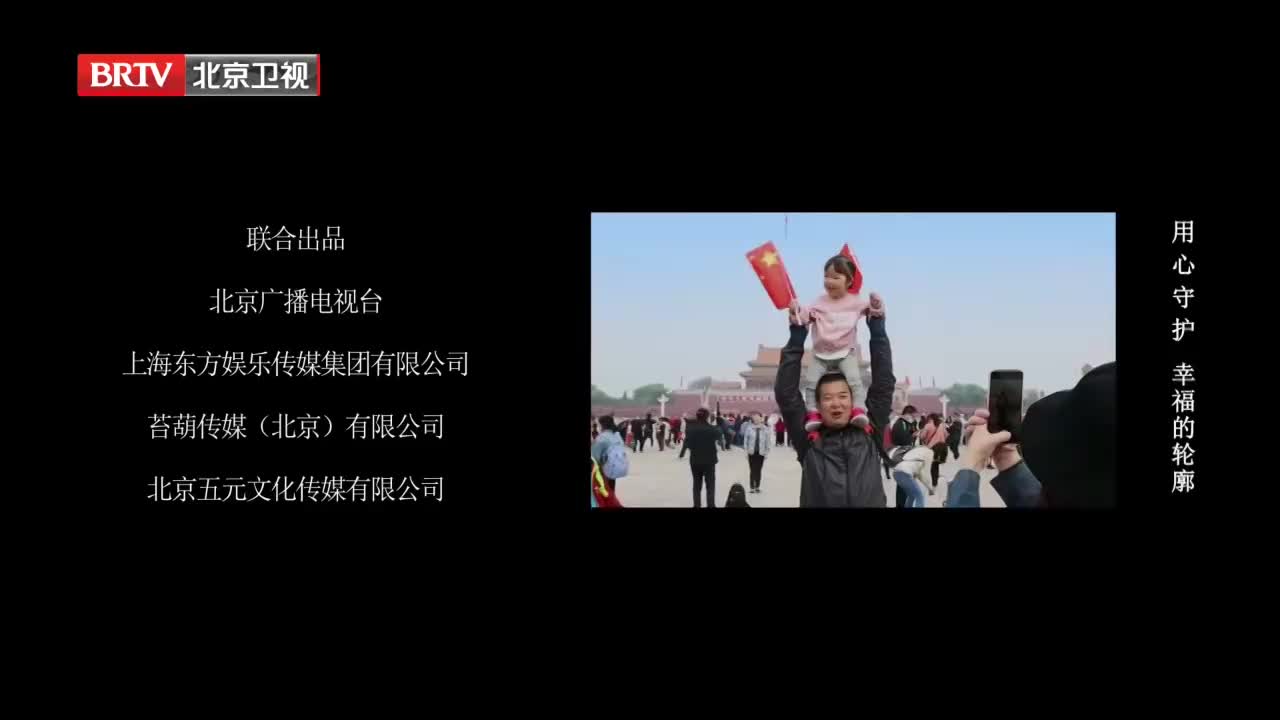 BRTV 北京卫视
联合出品
北京广播电视台
上海东方娱乐传媒集团有限公司
苔葫传媒（北京）有限公司
北京五元文化传媒有限公司
用心守护 幸福的轮廓